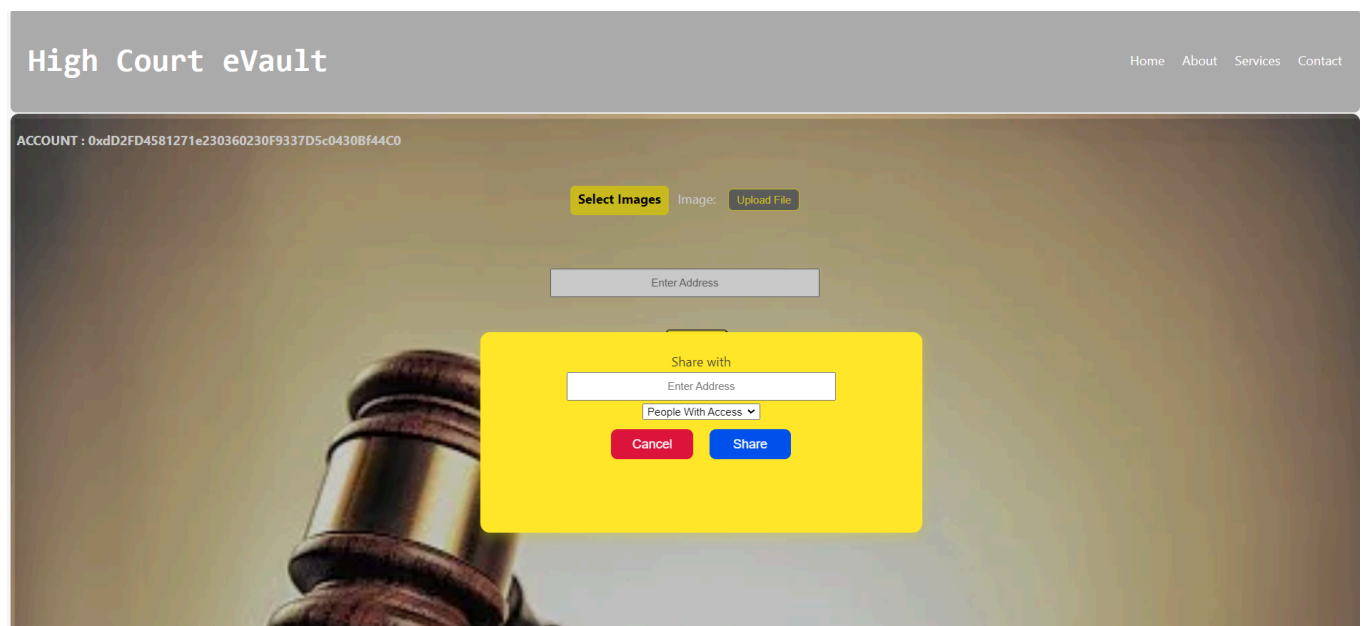 High Court eVault
Home About Services Contact
ACCOUNT : 0xdD2FD4581271e230360230F9337D5c0430Bf44C0
Select Images Image: Upload File
Enter Address
Share with
Enter Address
People With Access
Cancel Share